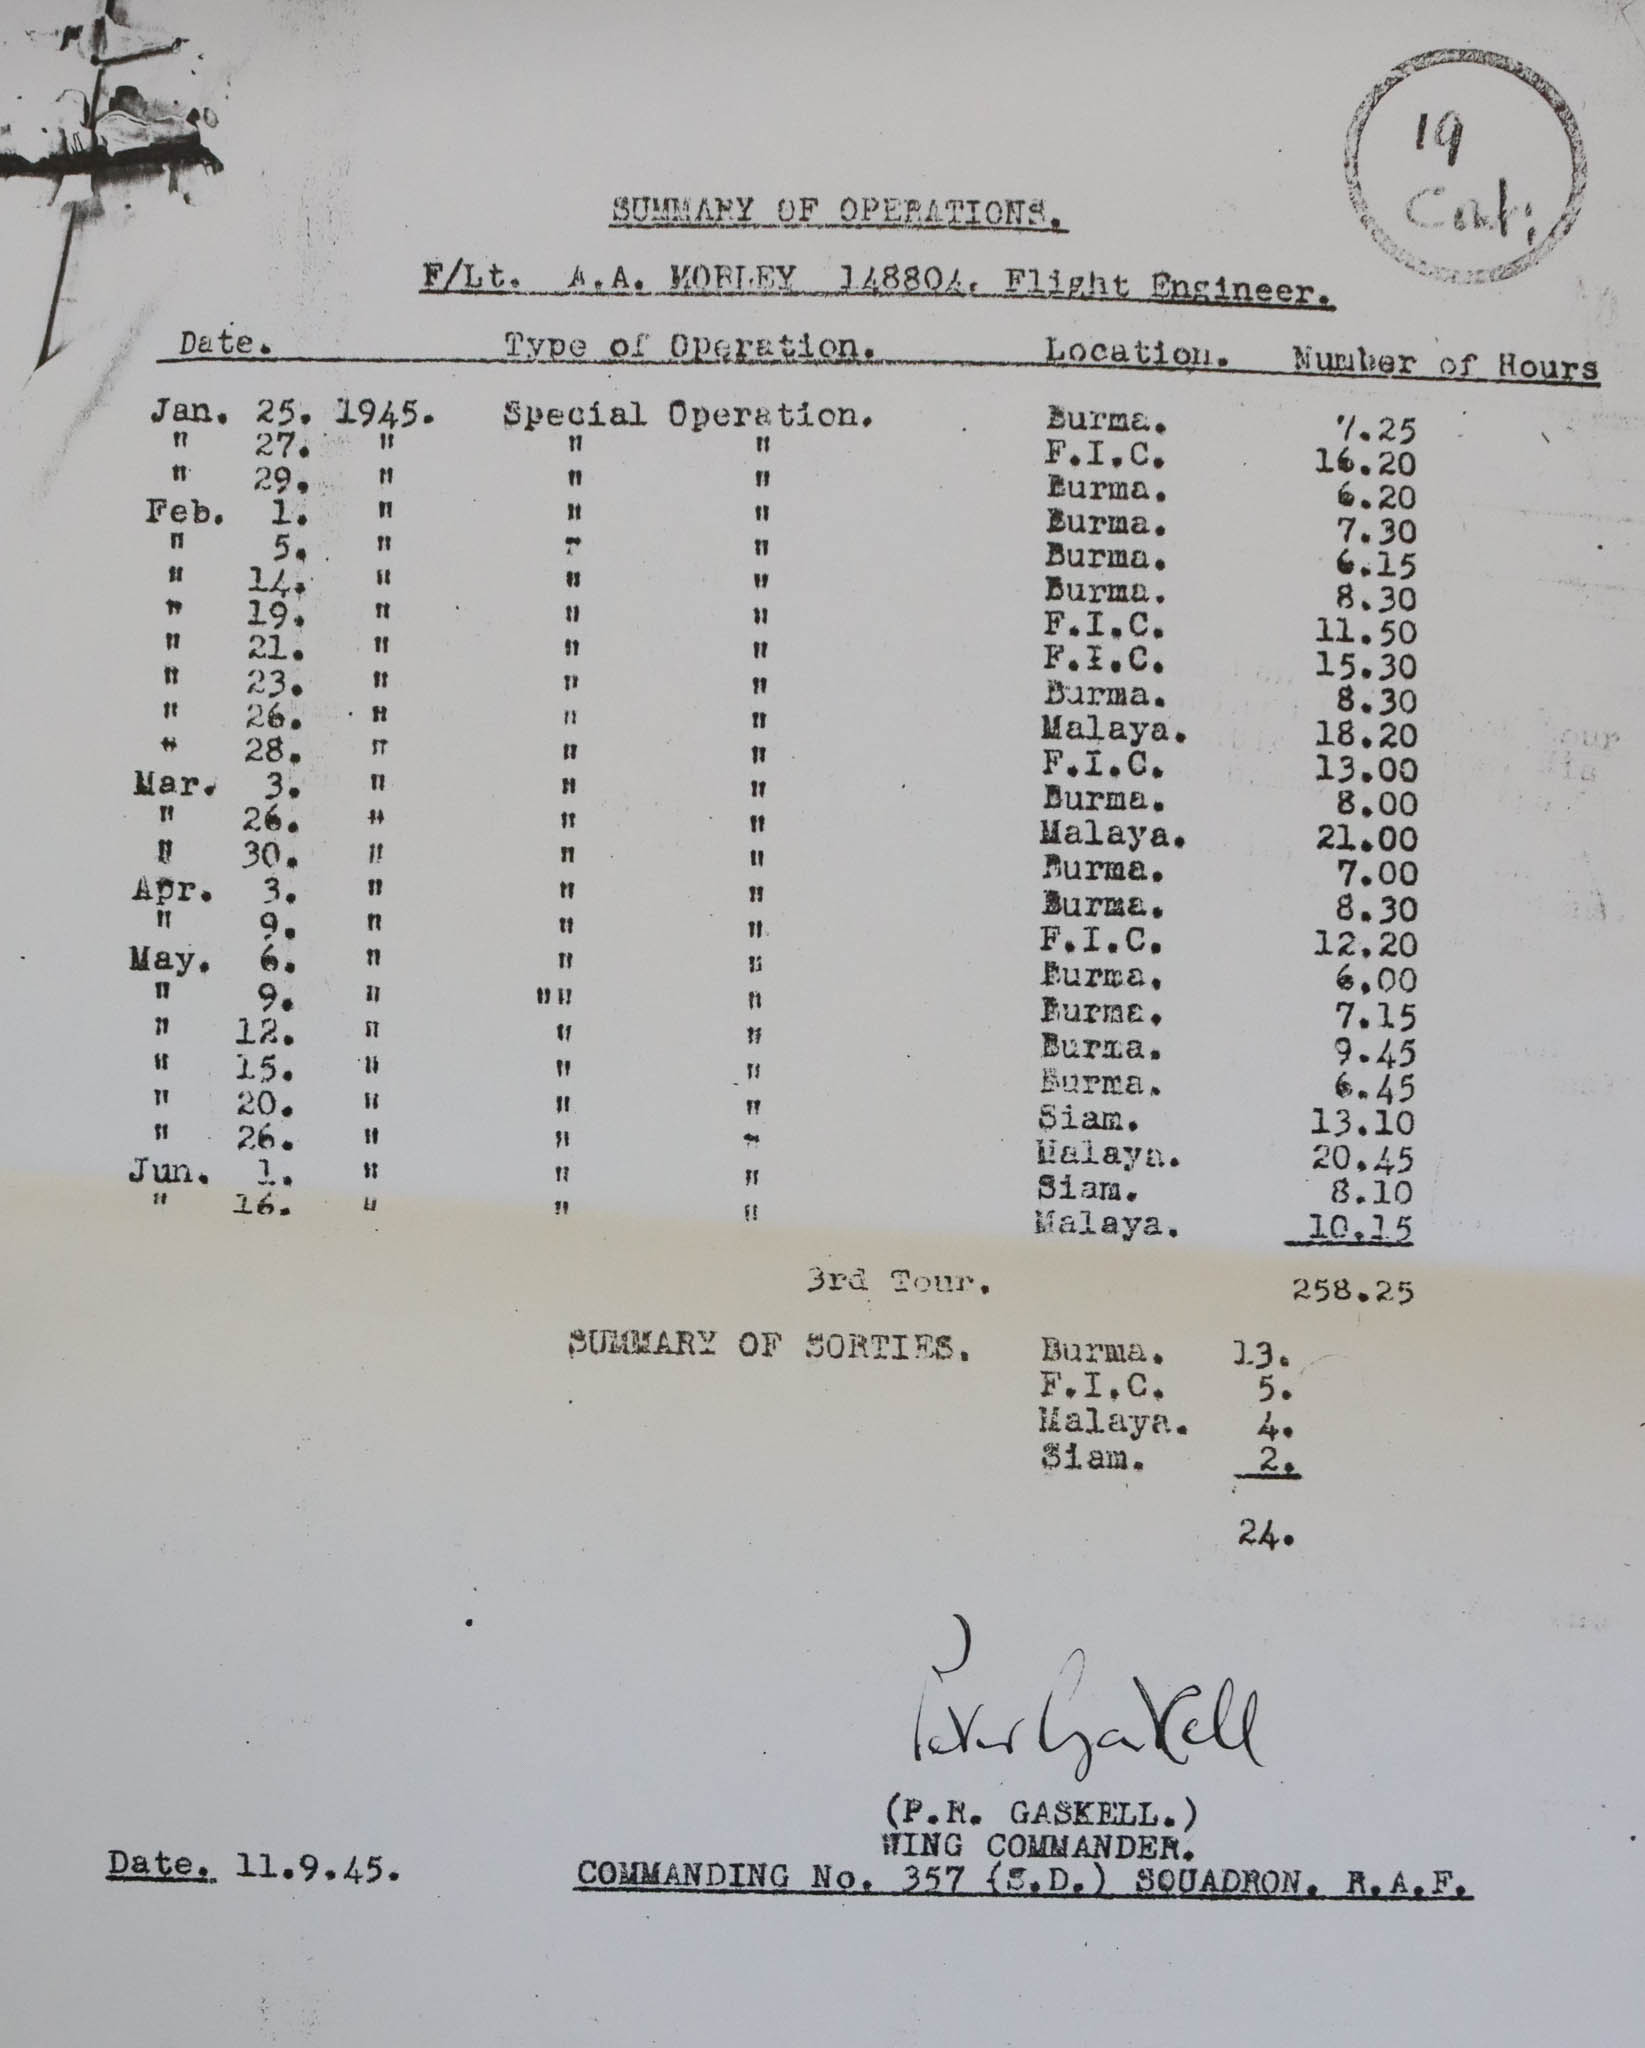 19
SUMMARY OF OPERATIONS.
F/Lt. A.A. MORLEY 148804. Flight Engineer.
Date. Type of Operation. Location. Number of Hours
Jan. 25. 1945. Special Operation. Burma. 7.25
" 27. " " " F.I.C. 16.20
" 29. " " " Burma. 6.20
Feb. 1. " " " Burma. 7.30
" 5. " " " Burma. 6.15
" 14. " " " Burma. 8.30
" 19. " " " F.I.C. 11.50
" 21. " " " F.I.C. 15.30
" 23. " " " Burma. 8.30
" 26. " " " Malaya. 18.20
" 28. " " " F.I.C. 13.00
Mar. 3. " " " Burma. 8.00
" 26. " " " Malaya. 21.00
" 30. " " " Burma. 7.00
Apr. 3. " " " Burma. 8.30
" 9. " " " F.I.C. 12.20
May. 6. " " " Burma. 6.00
" 9. " "" " Burma. 7.15
" 12. " " " Burma. 9.45
" 15. " " " Burma. 6.45
" 20. " " " Siam. 13.10
" 26. " " " Malaya. 20.45
Jun. 1. " " " Siam. 8.10
" 16. " " " Malaya. 10.15
3rd Tour. 258.25
SUMMARY OF SORTIES. Burma. 13.
F.I.C. 5.
Malaya. 4.
Siam. 2.
24.
Peter Gaskell
(P.R. GASKELL.)
WING COMMANDER.
Date. 11.9.45. COMMANDING No. 357 (S.D.) SQUADRON. R.A.F.